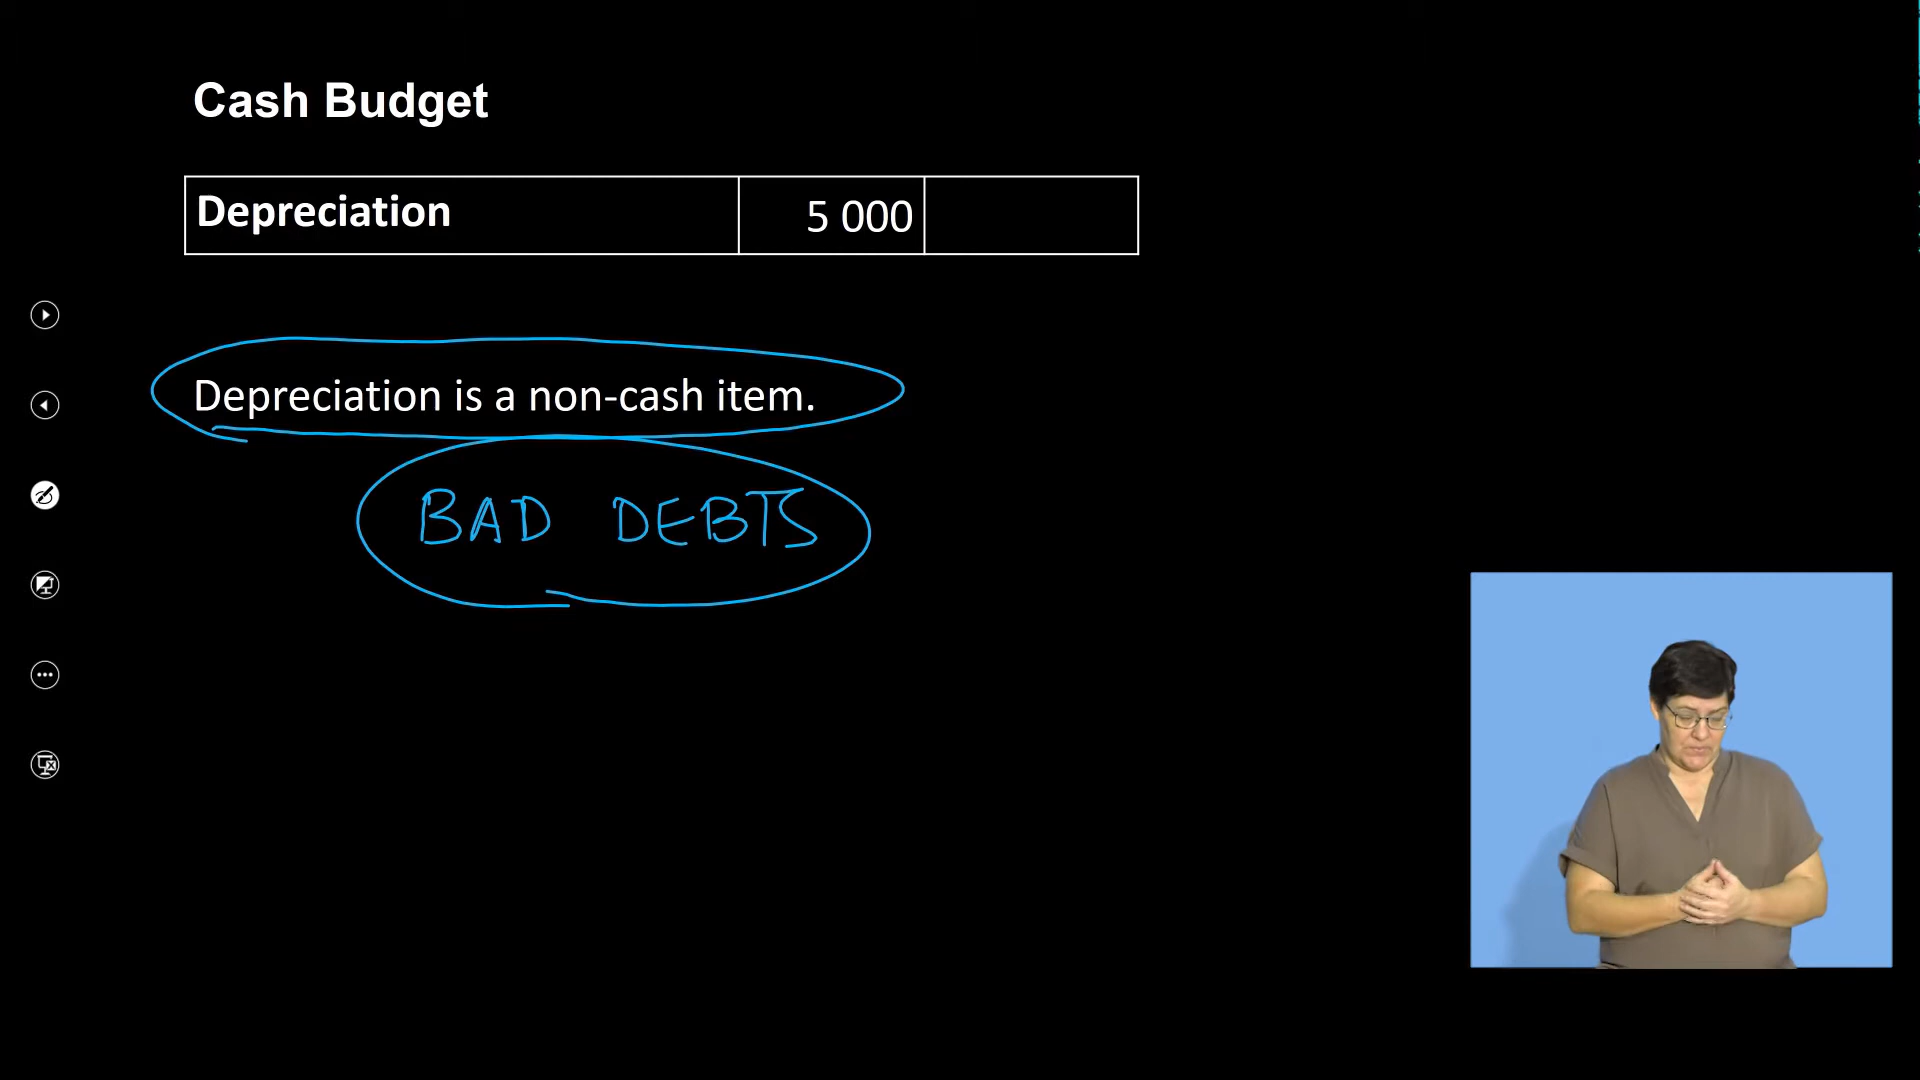 Cash Budget
Depreciation 5 000
Depreciation is a non-cash item.
BAD DEBTS